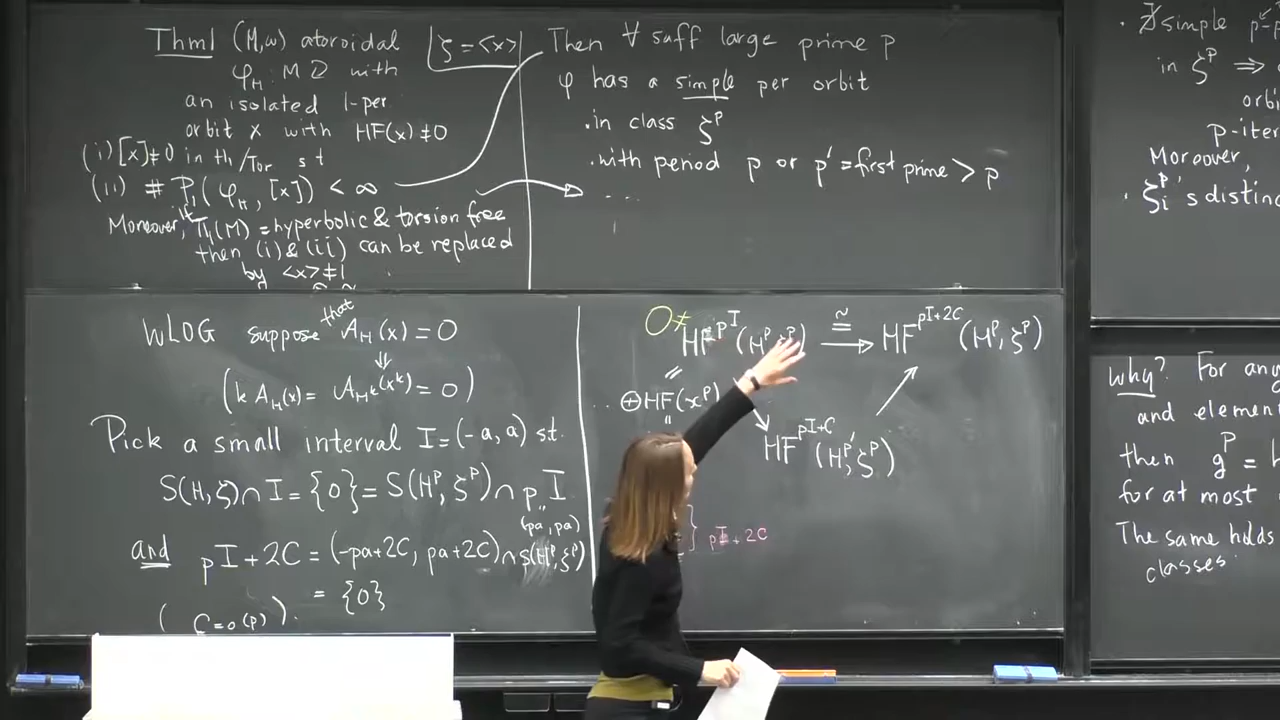 Thm1 (M,ω) atoroidal
φ_H : M ⟲ with
an isolated 1-per
orbit x with HF(x)≠0
(i) [x]≠0 in H₁/Tor s t
(ii) # P₁(φ_H, [x]) < ∞
Moreover, if π₁(M) = hyperbolic & torsion free
then (i)&(ii) can be replaced
by <x>≠1
ζ = <x>
Then ∀ suff large prime p
φ has a simple per orbit
. in class ζ^p
. with period p or p' = first prime > p
. ...
WLOG suppose that A_H(x) = 0
⇓
(k A_H(x) = A_{H^k}(x^k) = 0)
Pick a small interval I = (-a, a) st.
S(H,ζ)∩I = {0} = S(H^p, ζ^p)∩ p I
(pa, pa)
and pI+2C = (-pa+2C, pa+2C)∩S(H^p, ζ^p)
= {0}
( C = o(p) ).
0≠ HF^{pI}(H^p, ζ^p) ≅ → HF^{pI+2C}(H^p, ζ^p)
⊕HF(x^p)
HF^{pI+C}(H^{p'}, ζ^p)
} pI+2C
. ∄ simple p-
in ζ^p ⇒
orbi
p-iter
Moreover,
. ζ_i^{p'}'s distinc
Why? For any
and elemen
then g^p =
for at most
The same holds
classes.